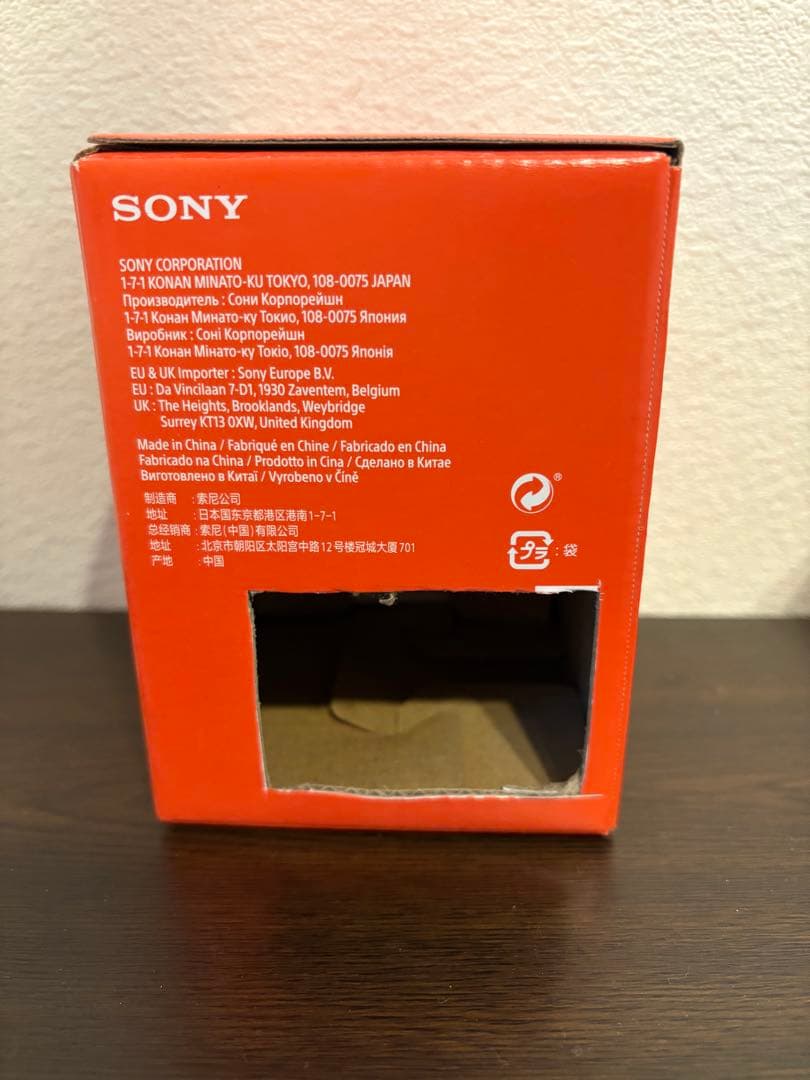 SONY
SONY CORPORATION
1-7-1 KONAN MINATO-KU TOKYO, 108-0075 JAPAN
Производитель : Сони Корпорейшн
1-7-1 Конан Минато-ку Токио, 108-0075 Япония
Виробник : Соні Корпорейшн
1-7-1 Конан Мінато-ку Токіо, 108-0075 Японія
EU & UK Importer : Sony Europe B.V.
EU : Da Vincilaan 7-D1, 1930 Zaventem, Belgium
UK : The Heights, Brooklands, Weybridge
Surrey KT13 0XW, United Kingdom
Made in China / Fabriqué en Chine / Fabricado en China
Fabricado na China / Prodotto in Cina / Сделано в Китае
Виготовлено в Китаї / Vyrobeno v Číně
制造商 : 索尼公司
地址 : 日本国东京都港区港南1-7-1
总经销商 : 索尼(中国)有限公司
地址 : 北京市朝阳区太阳宫中路12号楼冠城大厦701
产地 : 中国
®
プラ : 袋